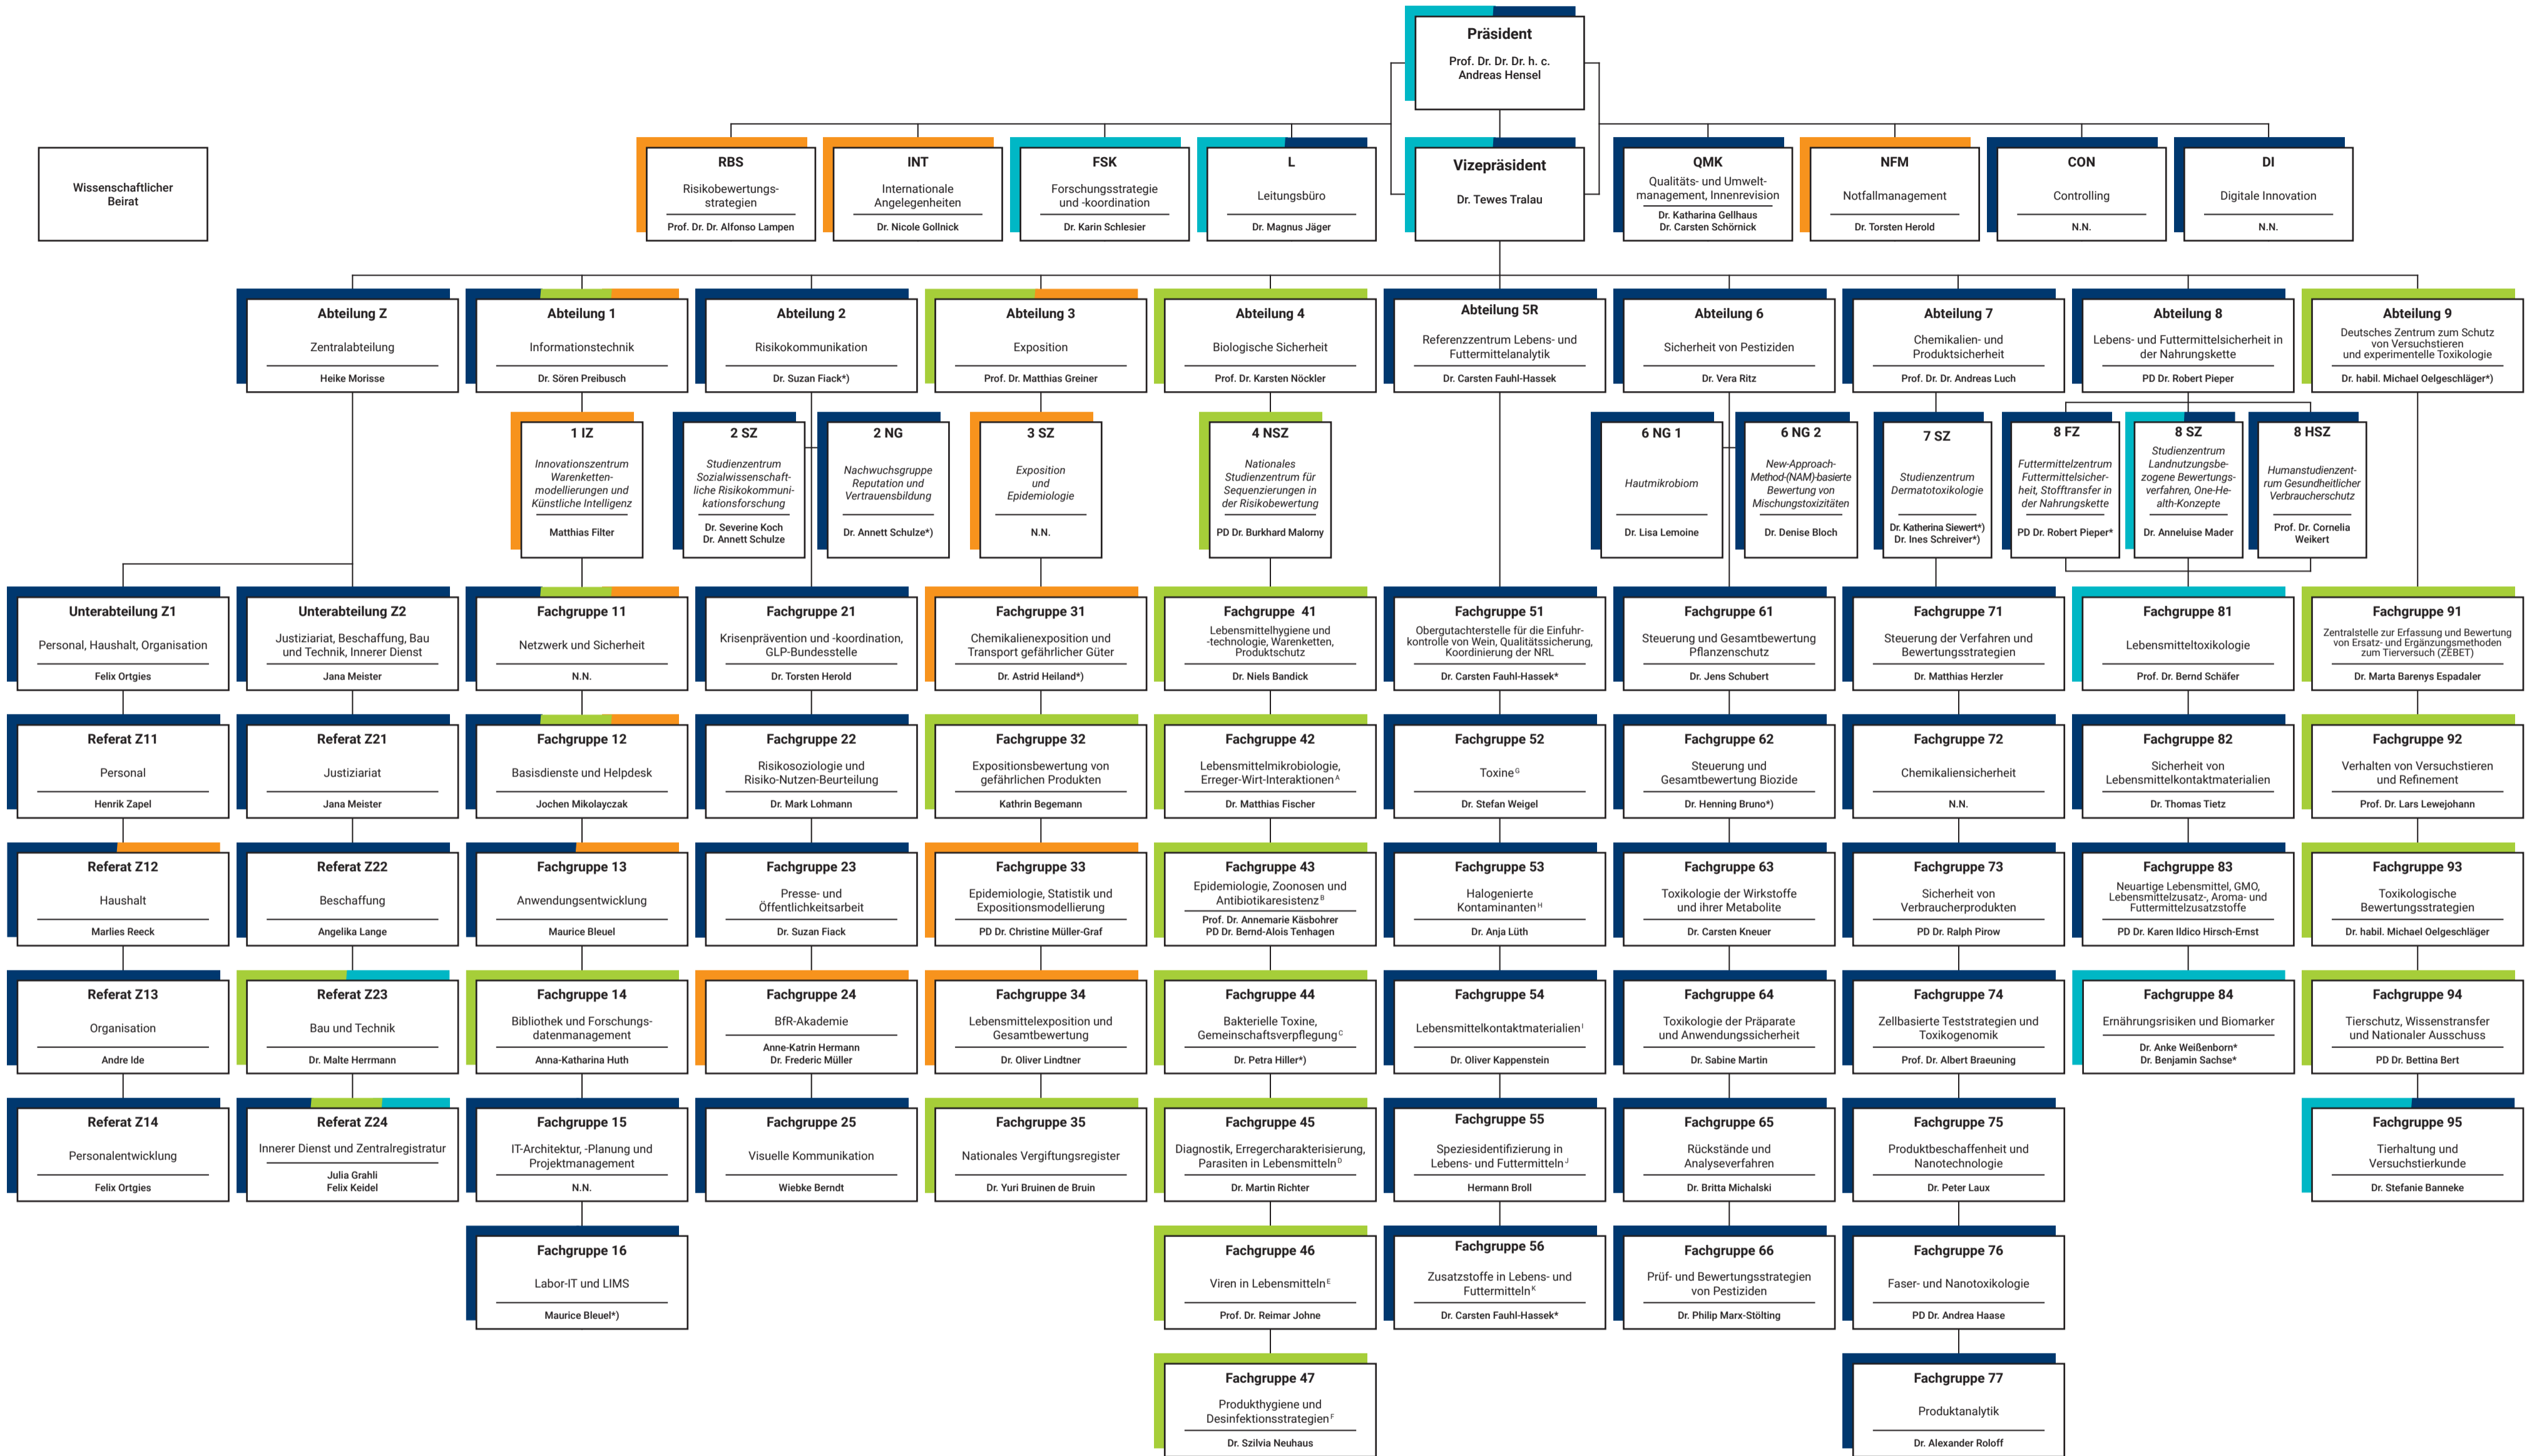 Präsident
Prof. Dr. Dr. Dr. h. c.
Andreas Hensel
Wissenschaftlicher
Beirat
RBS
Risikobewertungs-
strategien
Prof. Dr. Dr. Alfonso Lampen
INT
Internationale
Angelegenheiten
Dr. Nicole Gollnick
FSK
Forschungsstrategie
und -koordination
Dr. Karin Schlesier
L
Leitungsbüro
Dr. Magnus Jäger
Vizepräsident
Dr. Tewes Tralau
QMK
Qualitäts- und Umwelt-
management, Innenrevision
Dr. Katharina Gellhaus
Dr. Carsten Schörnick
NFM
Notfallmanagement
Dr. Torsten Herold
CON
Controlling
N.N.
DI
Digitale Innovation
N.N.
Abteilung Z
Zentralabteilung
Heike Morisse
Abteilung 1
Informationstechnik
Dr. Sören Preibusch
Abteilung 2
Risikokommunikation
Dr. Suzan Fiack*)
Abteilung 3
Exposition
Prof. Dr. Matthias Greiner
Abteilung 4
Biologische Sicherheit
Prof. Dr. Karsten Nöckler
Abteilung 5R
Referenzzentrum Lebens- und
Futtermittelanalytik
Dr. Carsten Fauhl-Hassek
Abteilung 6
Sicherheit von Pestiziden
Dr. Vera Ritz
Abteilung 7
Chemikalien- und
Produktsicherheit
Prof. Dr. Dr. Andreas Luch
Abteilung 8
Lebens- und Futtermittelsicherheit in
der Nahrungskette
PD Dr. Robert Pieper
Abteilung 9
Deutsches Zentrum zum Schutz
von Versuchstieren
und experimentelle Toxikologie
Dr. habil. Michael Oelgeschläger*)
1 IZ
Innovationszentrum
Warenketten-
modellierungen und
Künstliche Intelligenz
Matthias Filter
2 SZ
Studienzentrum
Sozialwissenschaft-
liche Risikokommuni-
kationsforschung
Dr. Severine Koch
Dr. Annett Schulze
2 NG
Nachwuchsgruppe
Reputation und
Vertrauensbildung
Dr. Annett Schulze*)
3 SZ
Exposition
und
Epidemiologie
N.N.
4 NSZ
Nationales
Studienzentrum für
Sequenzierungen in
der Risikobewertung
PD Dr. Burkhard Malorny
6 NG 1
Hautmikrobiom
Dr. Lisa Lemoine
6 NG 2
New-Approach-
Method-(NAM)-basierte
Bewertung von
Mischungstoxizitäten
Dr. Denise Bloch
7 SZ
Studienzentrum
Dermatotoxikologie
Dr. Katherina Siewert*)
Dr. Ines Schreiver*)
8 FZ
Futtermittelzentrum
Futtermittelsicher-
heit, Stofftransfer in
der Nahrungskette
PD Dr. Robert Pieper*
8 SZ
Studienzentrum
Landnutzungsbe-
zogene Bewertungs-
verfahren, One-He-
alth-Konzepte
Dr. Anneluise Mader
8 HSZ
Humanstudienzent-
rum Gesundheitlicher
Verbraucherschutz
Prof. Dr. Cornelia
Weikert
Unterabteilung Z1
Personal, Haushalt, Organisation
Felix Ortgies
Unterabteilung Z2
Justiziariat, Beschaffung, Bau
und Technik, Innerer Dienst
Jana Meister
Fachgruppe 11
Netzwerk und Sicherheit
N.N.
Fachgruppe 21
Krisenprävention und -koordination,
GLP-Bundesstelle
Dr. Torsten Herold
Fachgruppe 31
Chemikalienexposition und
Transport gefährlicher Güter
Dr. Astrid Heiland*)
Fachgruppe 41
Lebensmittelhygiene und
-technologie, Warenketten,
Produktschutz
Dr. Niels Bandick
Fachgruppe 51
Obergutachterstelle für die Einfuhr-
kontrolle von Wein, Qualitätssicherung,
Koordinierung der NRL
Dr. Carsten Fauhl-Hassek*
Fachgruppe 61
Steuerung und Gesamtbewertung
Pflanzenschutz
Dr. Jens Schubert
Fachgruppe 71
Steuerung der Verfahren und
Bewertungsstrategien
Dr. Matthias Herzler
Fachgruppe 81
Lebensmitteltoxikologie
Prof. Dr. Bernd Schäfer
Fachgruppe 91
Zentralstelle zur Erfassung und Bewertung
von Ersatz- und Ergänzungsmethoden
zum Tierversuch (ZEBET)
Dr. Marta Barenys Espadaler
Referat Z11
Personal
Henrik Zapel
Referat Z21
Justiziariat
Jana Meister
Fachgruppe 12
Basisdienste und Helpdesk
Jochen Mikolayczak
Fachgruppe 22
Risikosoziologie und
Risiko-Nutzen-Beurteilung
Dr. Mark Lohmann
Fachgruppe 32
Expositionsbewertung von
gefährlichen Produkten
Kathrin Begemann
Fachgruppe 42
Lebensmittelmikrobiologie,
Erreger-Wirt-Interaktionen A
Dr. Matthias Fischer
Fachgruppe 52
Toxine G
Dr. Stefan Weigel
Fachgruppe 62
Steuerung und
Gesamtbewertung Biozide
Dr. Henning Bruno*)
Fachgruppe 72
Chemikaliensicherheit
N.N.
Fachgruppe 82
Sicherheit von
Lebensmittelkontaktmaterialien
Dr. Thomas Tietz
Fachgruppe 92
Verhalten von Versuchstieren
und Refinement
Prof. Dr. Lars Lewejohann
Referat Z12
Haushalt
Marlies Reeck
Referat Z22
Beschaffung
Angelika Lange
Fachgruppe 13
Anwendungsentwicklung
Maurice Bleuel
Fachgruppe 23
Presse- und
Öffentlichkeitsarbeit
Dr. Suzan Fiack
Fachgruppe 33
Epidemiologie, Statistik und
Expositionsmodellierung
PD Dr. Christine Müller-Graf
Fachgruppe 43
Epidemiologie, Zoonosen und
Antibiotikaresistenz B
Prof. Dr. Annemarie Käsbohrer
PD Dr. Bernd-Alois Tenhagen
Fachgruppe 53
Halogenierte
Kontaminanten H
Dr. Anja Lüth
Fachgruppe 63
Toxikologie der Wirkstoffe
und ihrer Metabolite
Dr. Carsten Kneuer
Fachgruppe 73
Sicherheit von
Verbraucherprodukten
PD Dr. Ralph Pirow
Fachgruppe 83
Neuartige Lebensmittel, GMO,
Lebensmittelzusatz-, Aroma- und
Futtermittelzusatzstoffe
PD Dr. Karen Ildico Hirsch-Ernst
Fachgruppe 93
Toxikologische
Bewertungsstrategien
Dr. habil. Michael Oelgeschläger
Referat Z13
Organisation
Andre Ide
Referat Z23
Bau und Technik
Dr. Malte Herrmann
Fachgruppe 14
Bibliothek und Forschungs-
datenmanagement
Anna-Katharina Huth
Fachgruppe 24
BfR-Akademie
Anne-Katrin Hermann
Dr. Frederic Müller
Fachgruppe 34
Lebensmittelexposition und
Gesamtbewertung
Dr. Oliver Lindtner
Fachgruppe 44
Bakterielle Toxine,
Gemeinschaftsverpflegung C
Dr. Petra Hiller*)
Fachgruppe 54
Lebensmittelkontaktmaterialien I
Dr. Oliver Kappenstein
Fachgruppe 64
Toxikologie der Präparate
und Anwendungssicherheit
Dr. Sabine Martin
Fachgruppe 74
Zellbasierte Teststrategien und
Toxikogenomik
Prof. Dr. Albert Braeuning
Fachgruppe 84
Ernährungsrisiken und Biomarker
Dr. Anke Weißenborn*
Dr. Benjamin Sachse*
Fachgruppe 94
Tierschutz, Wissenstransfer
und Nationaler Ausschuss
PD Dr. Bettina Bert
Referat Z14
Personalentwicklung
Felix Ortgies
Referat Z24
Innerer Dienst und Zentralregistratur
Julia Grahli
Felix Keidel
Fachgruppe 15
IT-Architektur, -Planung und
Projektmanagement
N.N.
Fachgruppe 25
Visuelle Kommunikation
Wiebke Berndt
Fachgruppe 35
Nationales Vergiftungsregister
Dr. Yuri Bruinen de Bruin
Fachgruppe 45
Diagnostik, Erregercharakterisierung,
Parasiten in Lebensmitteln D
Dr. Martin Richter
Fachgruppe 55
Speziesidentifizierung in
Lebens- und Futtermitteln J
Hermann Broll
Fachgruppe 65
Rückstände und
Analyseverfahren
Dr. Britta Michalski
Fachgruppe 75
Produktbeschaffenheit und
Nanotechnologie
Dr. Peter Laux
Fachgruppe 95
Tierhaltung und
Versuchstierkunde
Dr. Stefanie Banneke
Fachgruppe 16
Labor-IT und LIMS
Maurice Bleuel*)
Fachgruppe 46
Viren in Lebensmitteln E
Prof. Dr. Reimar Johne
Fachgruppe 56
Zusatzstoffe in Lebens- und
Futtermitteln K
Dr. Carsten Fauhl-Hassek*
Fachgruppe 66
Prüf- und Bewertungsstrategien
von Pestiziden
Dr. Philip Marx-Stölting
Fachgruppe 76
Faser- und Nanotoxikologie
PD Dr. Andrea Haase
Fachgruppe 47
Produkthygiene und
Desinfektionsstrategien F
Dr. Szilvia Neuhaus
Fachgruppe 77
Produktanalytik
Dr. Alexander Roloff